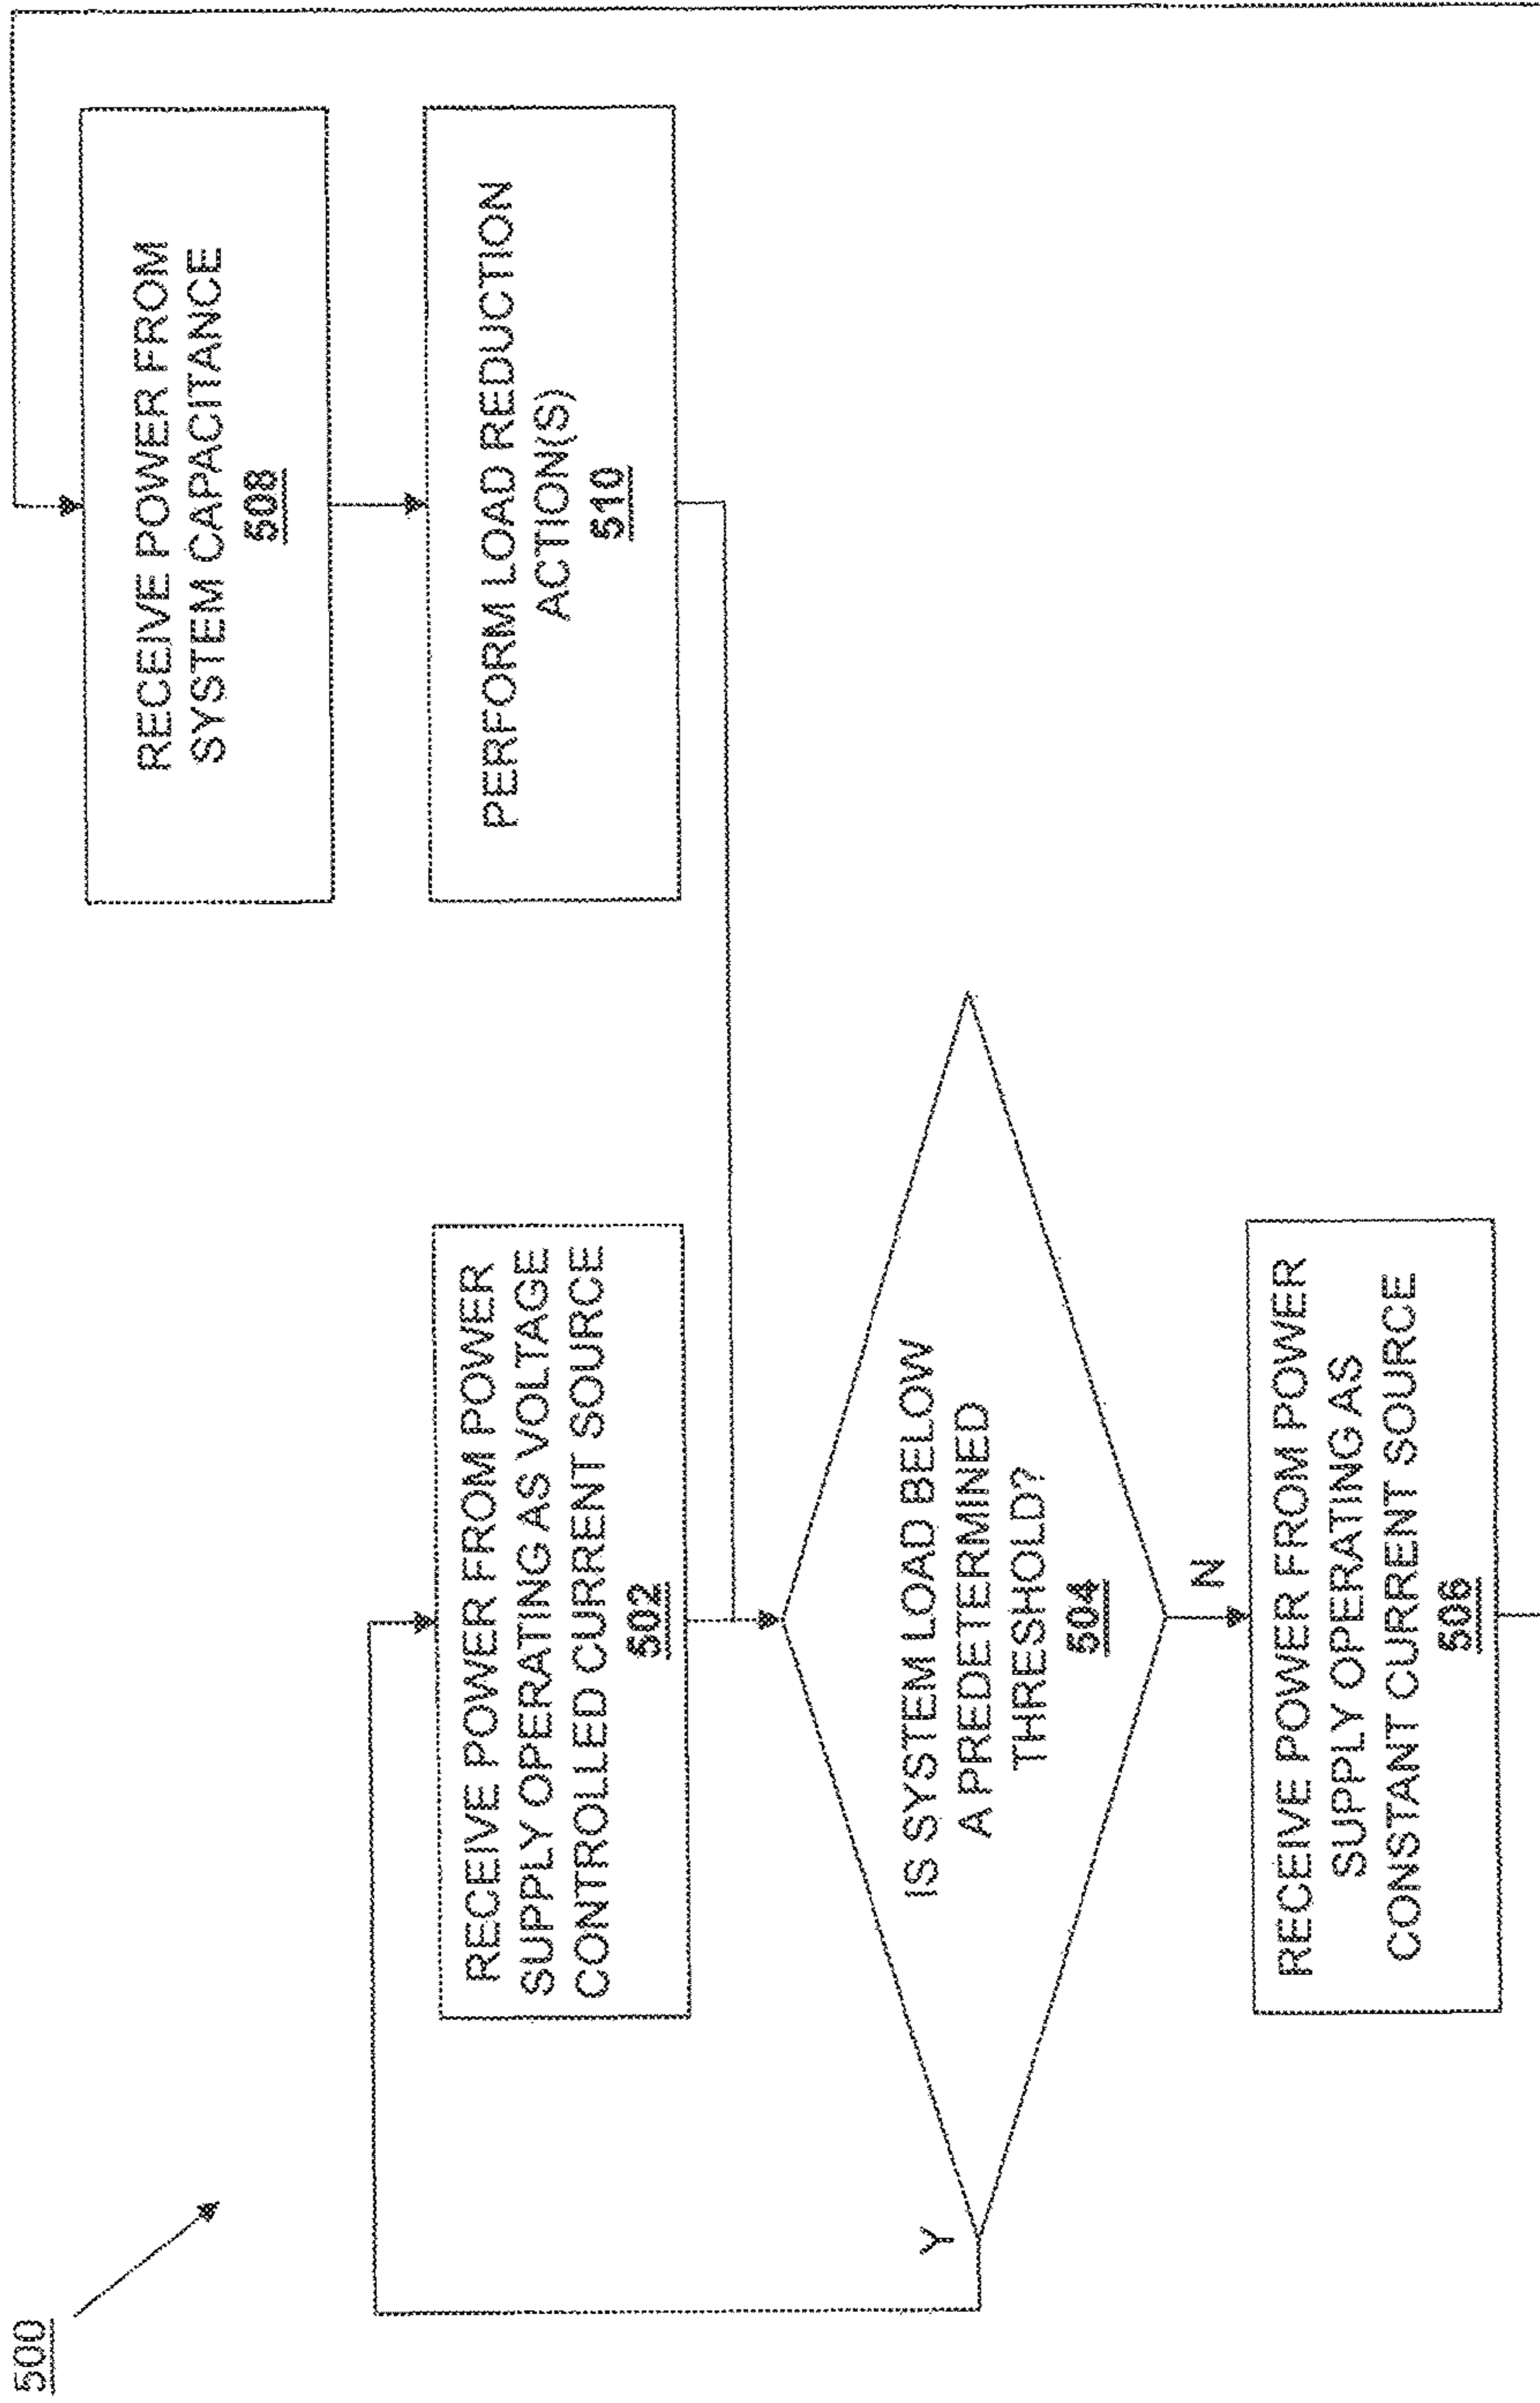 500
RECEIVE POWER FROM POWER
SUPPLY OPERATING AS VOLTAGE
CONTROLLED CURRENT SOURCE
502
IS SYSTEM LOAD BELOW
A PREDETERMINED
THRESHOLD?
504
Y
N
RECEIVE POWER FROM POWER
SUPPLY OPERATING AS
CONSTANT CURRENT SOURCE
506
RECEIVE POWER FROM
SYSTEM CAPACITANCE
508
PERFORM LOAD REDUCTION
ACTION(S)
510